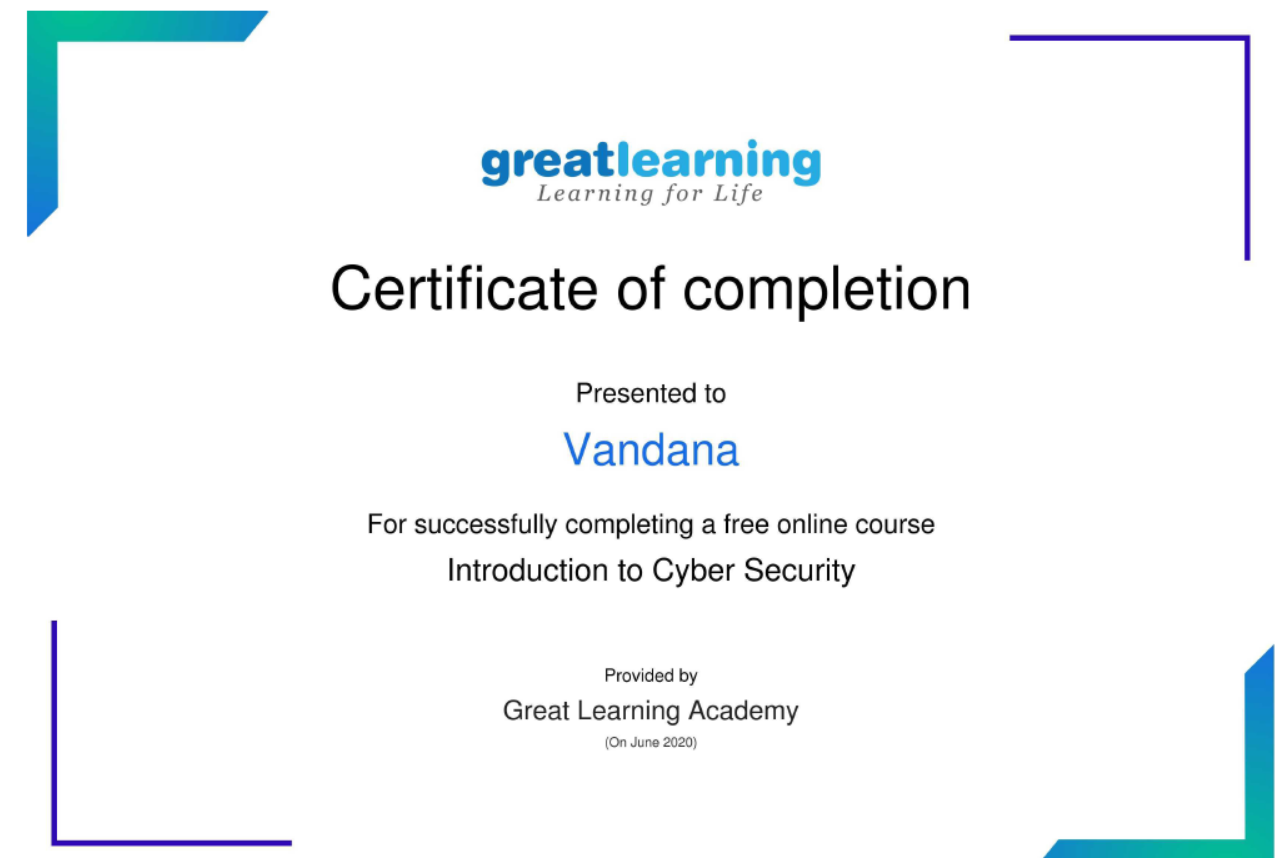 greatlearning
Learning for Life
Certificate of completion
Presented to
Vandana
For successfully completing a free online course
Introduction to Cyber Security
Provided by
Great Learning Academy
(On June 2020)